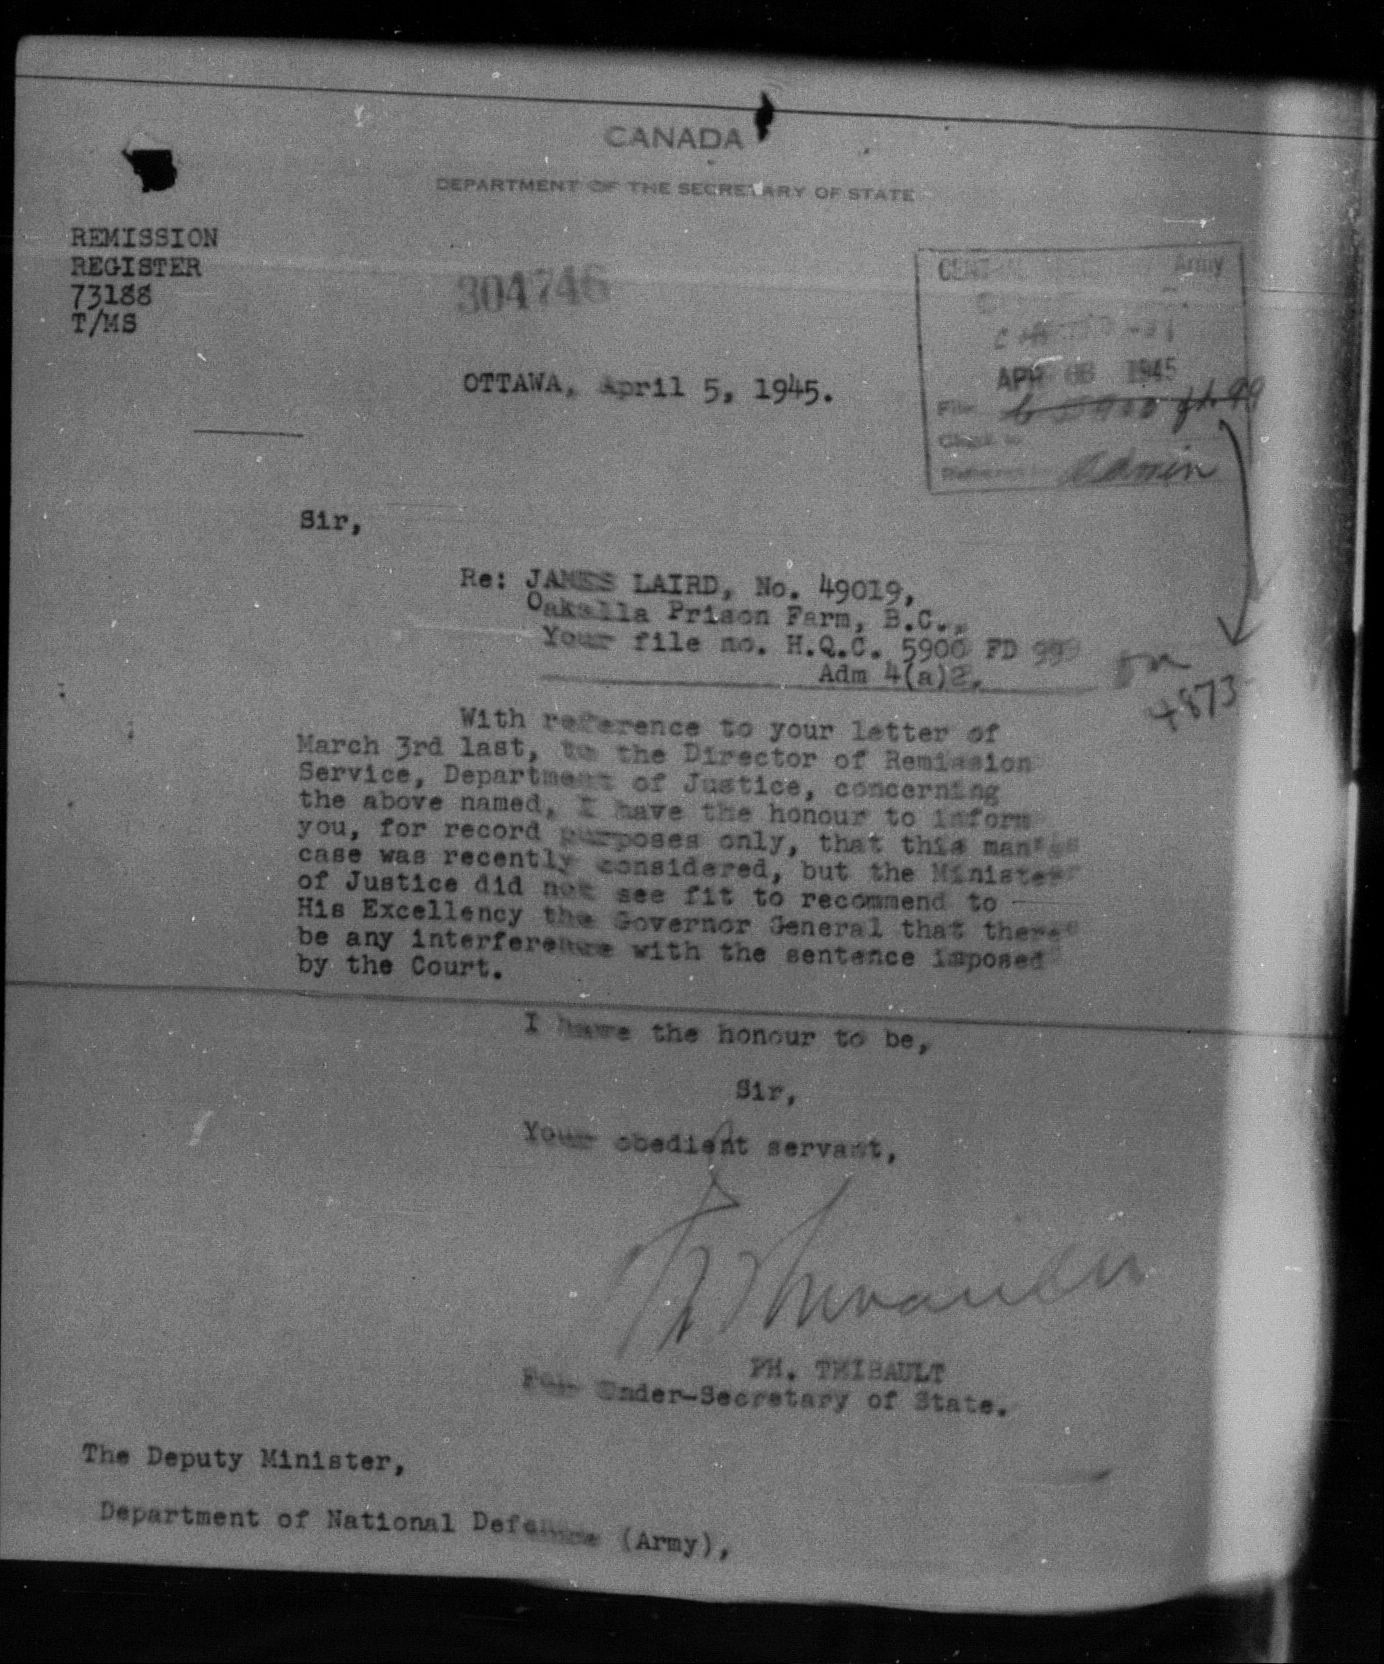 CANADA
DEPARTMENT OF THE SECRETARY OF STATE
REMISSION
REGISTER
73188
T/MS
304746
Army
APR 1945
File
Admin
OTTAWA, April 5, 1945.
Sir,
Re: JAMES LAIRD, No. 49019,
Oakalla Prison Farm, B.C.,
Your file no. H.Q.C. 5900 FD 99
Adm 4(a)2.
on
4873
With reference to your letter of
March 3rd last, to the Director of Remission
Service, Department of Justice, concerning
the above named, I have the honour to inform
you, for record purposes only, that this man's
case was recently considered, but the Minister
of Justice did not see fit to recommend to
His Excellency the Governor General that there
be any interference with the sentence imposed
by the Court.
I have the honour to be,
Sir,
Your obedient servant,
PH. THIBAULT
For Under-Secretary of State.
The Deputy Minister,
Department of National Defence (Army),